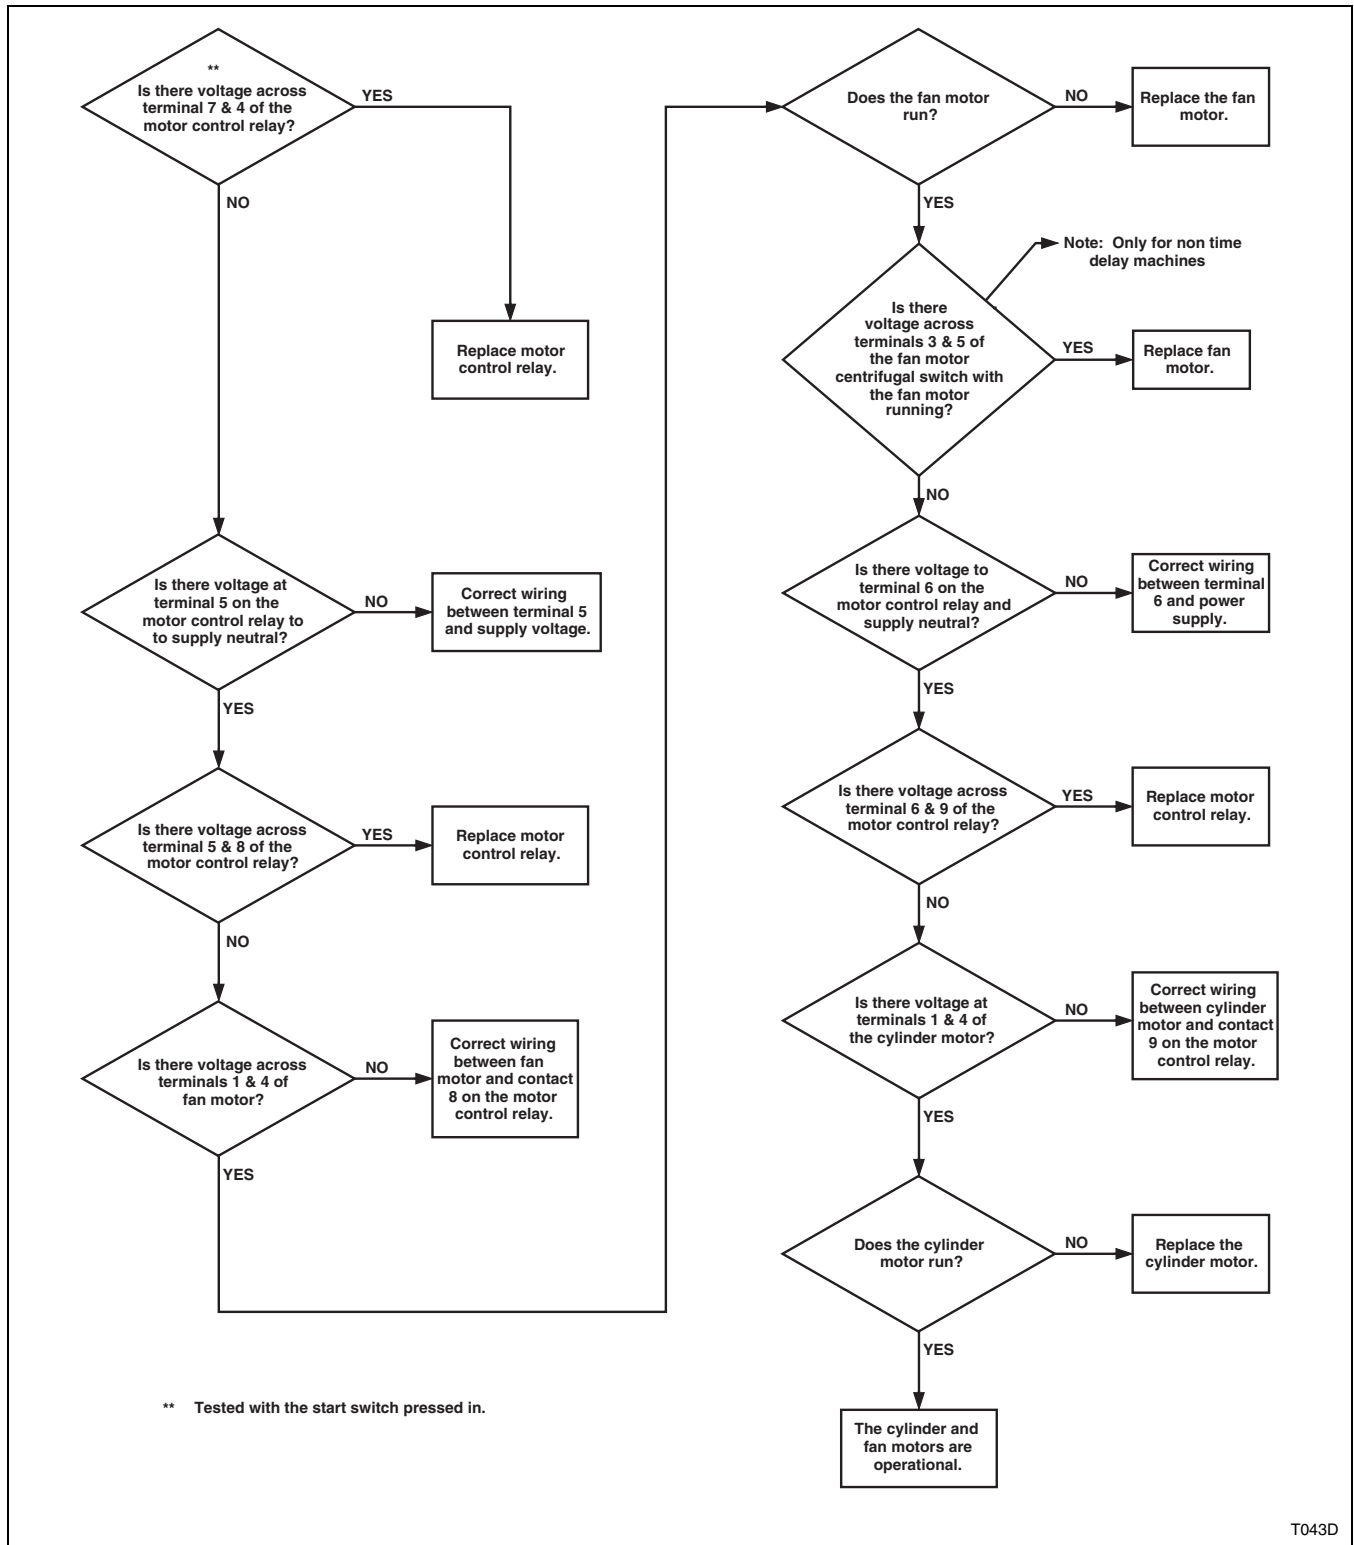 **
Is there voltage across
terminal 7 & 4 of the
motor control relay?
YES
NO
Replace motor
control relay.
Is there voltage at
terminal 5 on the
motor control relay to
to supply neutral?
NO
Correct wiring
between terminal 5
and supply voltage.
YES
Is there voltage across
terminal 5 & 8 of the
motor control relay?
YES
Replace motor
control relay.
NO
Is there voltage across
terminals 1 & 4 of
fan motor?
NO
Correct wiring
between fan
motor and contact
8 on the motor
control relay.
YES
Does the fan motor
run?
NO
Replace the fan
motor.
YES
Note: Only for non time
delay machines
Is there
voltage across
terminals 3 & 5 of
the fan motor
centrifugal switch with
the fan motor
running?
YES
Replace fan
motor.
NO
Is there voltage to
terminal 6 on the
motor control relay and
supply neutral?
NO
Correct wiring
between terminal
6 and power
supply.
YES
Is there voltage across
terminal 6 & 9 of the
motor control relay?
YES
Replace motor
control relay.
NO
Is there voltage at
terminals 1 & 4 of
the cylinder motor?
NO
Correct wiring
between cylinder
motor and contact
9 on the motor
control relay.
YES
Does the cylinder
motor run?
NO
Replace the
cylinder motor.
YES
The cylinder and
fan motors are
operational.
** Tested with the start switch pressed in.
T043D